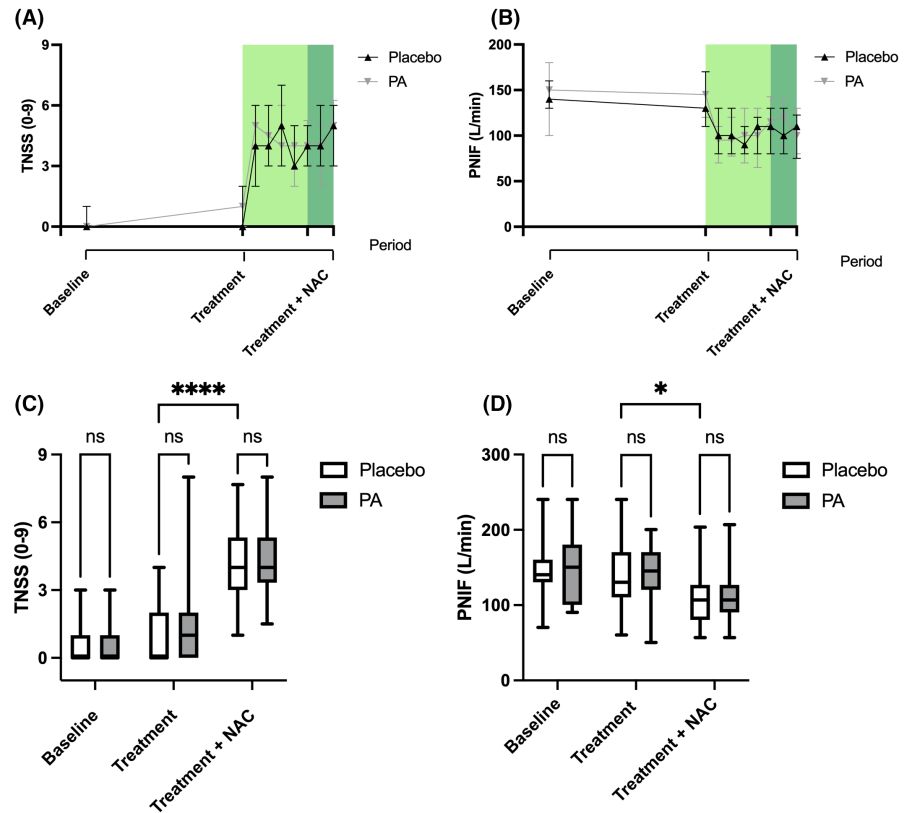 (A)
TNSS (0-9)
9
6
3
0
Placebo
PA
Period
Baseline
Treatment
Treatment + NAC
(B)
PNIF (L/min)
200
150
100
50
0
Placebo
PA
Period
Baseline
Treatment
Treatment + NAC
(C)
****
ns
ns
ns
TNSS (0-9)
9
6
3
0
Placebo
PA
Baseline
Treatment
Treatment + NAC
(D)
*
ns
ns
ns
PNIF (L/min)
300
200
100
0
Placebo
PA
Baseline
Treatment
Treatment + NAC